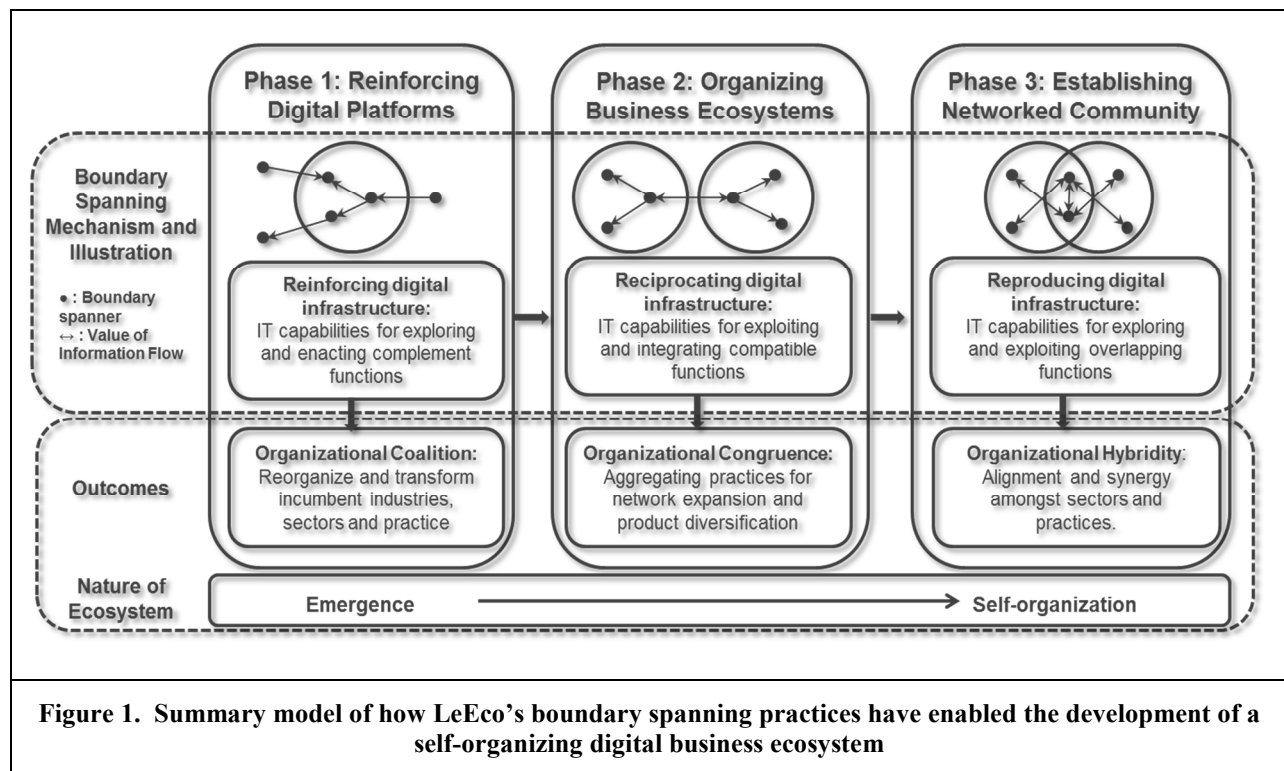 Phase 1: Reinforcing
Digital Platforms
Phase 2: Organizing
Business Ecosystems
Phase 3: Establishing
Networked Community
Boundary
Spanning
Mechanism and
Illustration
● : Boundary
spanner
↔ : Value of
Information Flow
Reinforcing digital
infrastructure:
IT capabilities for exploring
and enacting complement
functions
Reciprocating digital
infrastructure:
IT capabilities for exploiting
and integrating compatible
functions
Reproducing digital
infrastructure:
IT capabilities for exploring
and exploiting overlapping
functions
Outcomes
Organizational Coalition:
Reorganize and transform
incumbent industries,
sectors and practice
Organizational Congruence:
Aggregating practices for
network expansion and
product diversification
Organizational Hybridity:
Alignment and synergy
amongst sectors and
practices.
Nature of
Ecosystem
Emergence
Self-organization
Figure 1. Summary model of how LeEco's boundary spanning practices have enabled the development of a
self-organizing digital business ecosystem